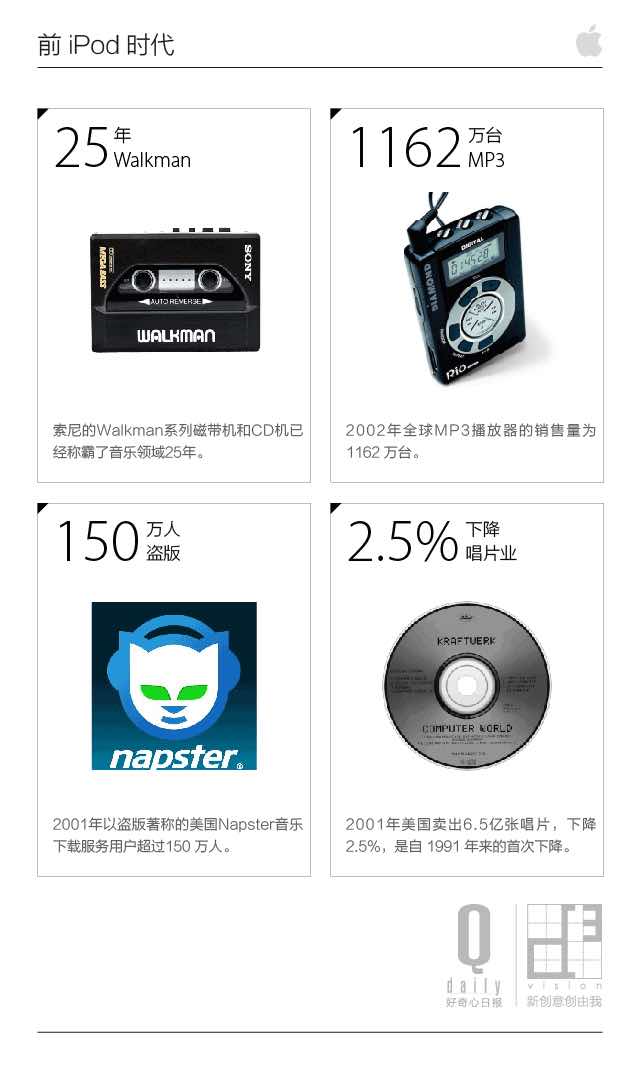 前 iPod 时代
25 年
Walkman
SONY
MEGA BASS
AUTO REVERSE
WALKMAN
索尼的Walkman系列磁带机和CD机已
经称霸了音乐领域25年。
1162 万台
MP3
DIGITAL
DIAMOND
Rio
2002年全球MP3播放器的销售量为
1162 万台。
150 万人
盗版
napster
2001年以盗版著称的美国Napster音乐
下载服务用户超过150 万人。
2.5% 下降
唱片业
KRAFTWERK
COMPUTER WORLD
2001年美国卖出6.5亿张唱片，下降
2.5%，是自 1991 年来的首次下降。
Q
daily
好奇心日报
vision
新创意创由我